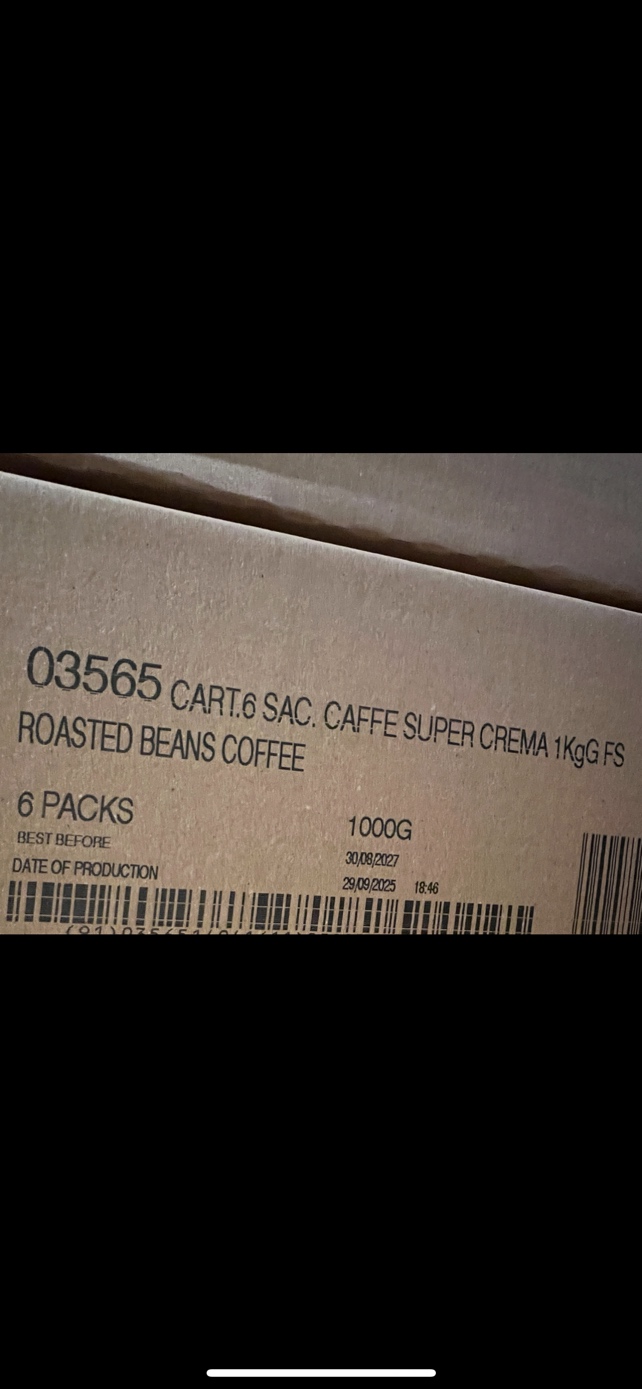 03565 CART.6 SAC. CAFFE SUPER CREMA 1KgG FS
ROASTED BEANS COFFEE
6 PACKS 1000G
BEST BEFORE 30/08/2027
DATE OF PRODUCTION 29/09/2025 18:46